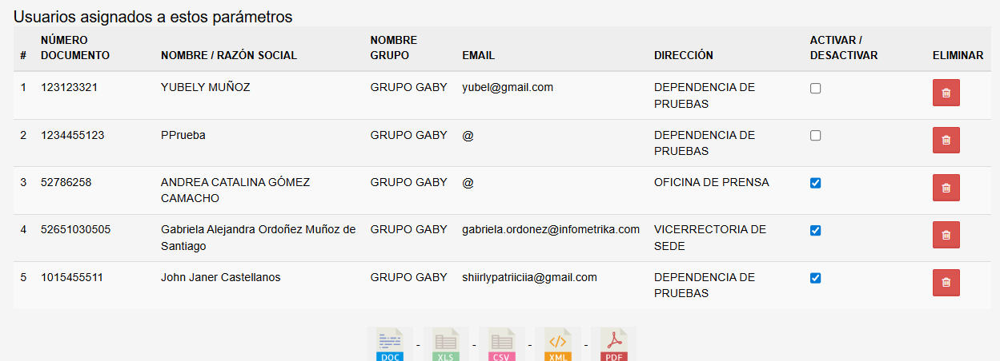 Usuarios asignados a estos parámetros
# NÚMERO DOCUMENTO NOMBRE / RAZÓN SOCIAL NOMBRE GRUPO EMAIL DIRECCIÓN ACTIVAR / DESACTIVAR ELIMINAR
1 123123321 YUBELY MUÑOZ GRUPO GABY yubel@gmail.com DEPENDENCIA DE PRUEBAS
2 1234455123 PPrueba GRUPO GABY @ DEPENDENCIA DE PRUEBAS
3 52786258 ANDREA CATALINA GÓMEZ CAMACHO GRUPO GABY @ OFICINA DE PRENSA
4 52651030505 Gabriela Alejandra Ordoñez Muñoz de Santiago GRUPO GABY gabriela.ordonez@infometrika.com VICERRECTORIA DE SEDE
5 1015455511 John Janer Castellanos GRUPO GABY shiirlypatriiciia@gmail.com DEPENDENCIA DE PRUEBAS
DOC - XLS - CSV - XML - PDF